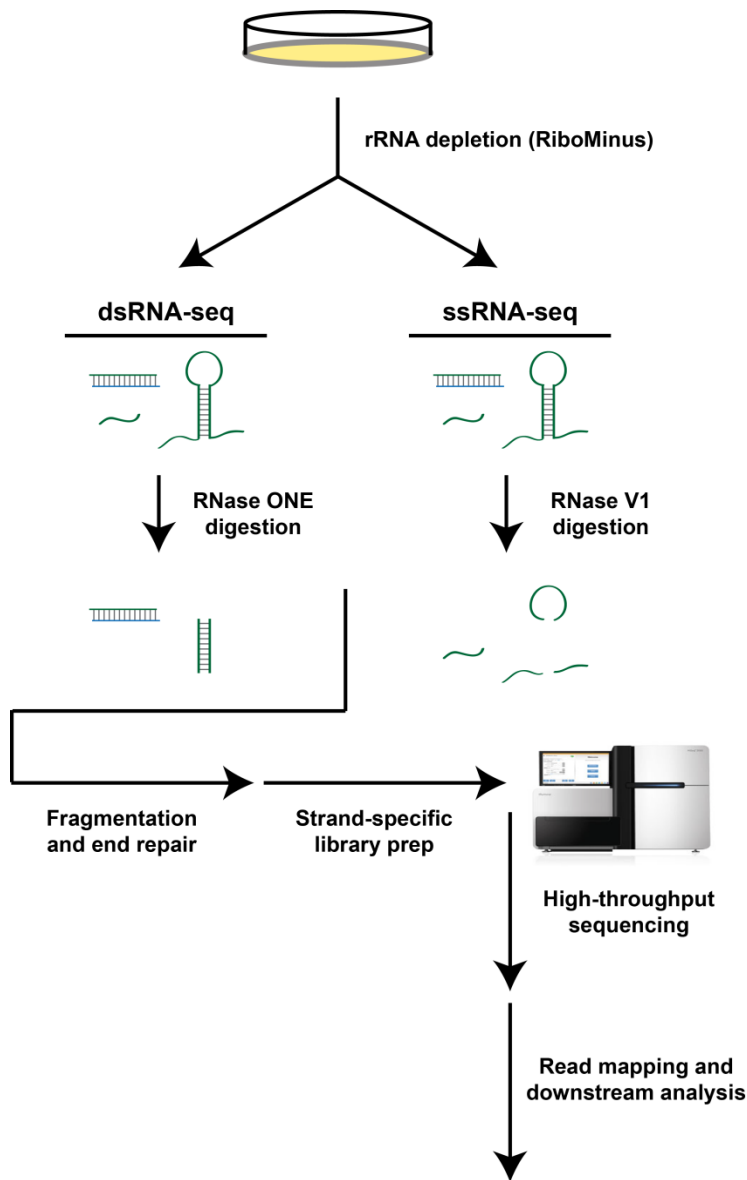 rRNA depletion (RiboMinus)
dsRNA-seq
ssRNA-seq
RNase ONE
digestion
RNase V1
digestion
Fragmentation
and end repair
Strand-specific
library prep
High-throughput
sequencing
Read mapping and
downstream analysis